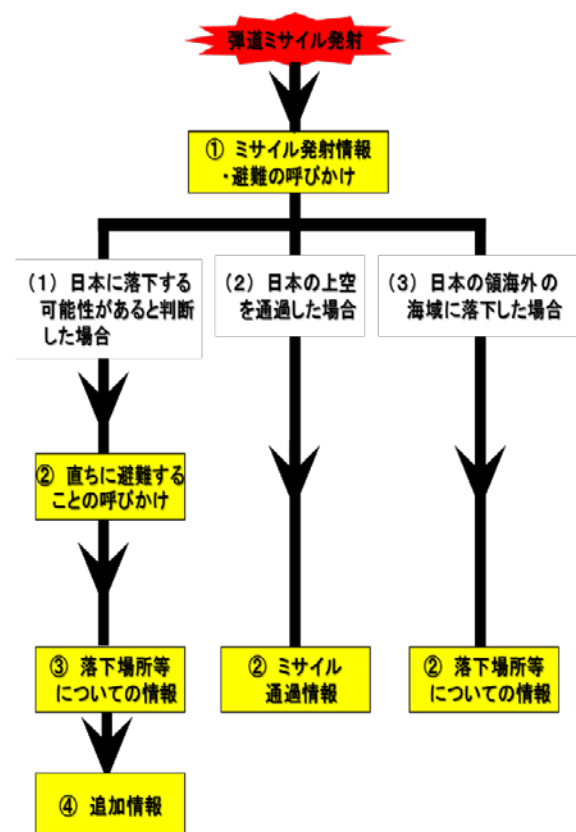 弾道ミサイル発射
① ミサイル発射情報
・避難の呼びかけ
(1)日本に落下する
可能性があると判断
した場合
(2)日本の上空
を通過した場合
(3)日本の領海外の
海域に落下した場合
② 直ちに避難する
ことの呼びかけ
③ 落下場所等
についての情報
② ミサイル
通過情報
② 落下場所等
についての情報
④ 追加情報